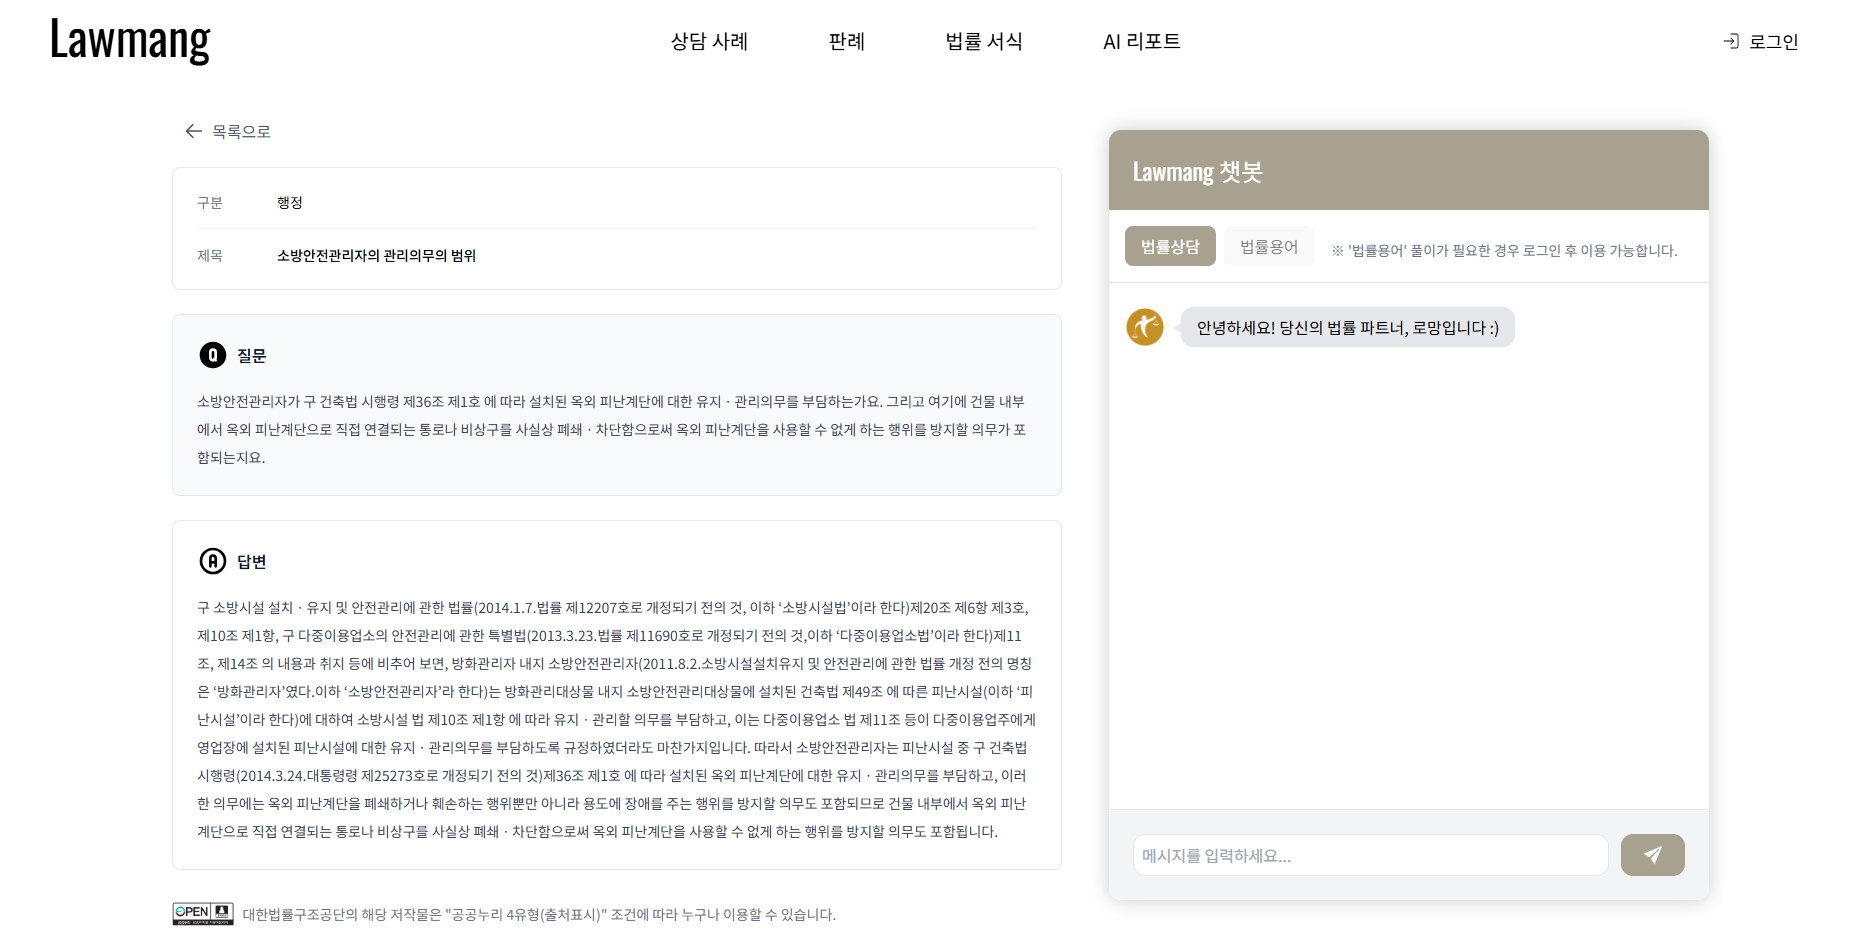 Lawmang
상담 사례
판례
법률 서식
AI 리포트
로그인
목록으로
구분 행정
제목 소방안전관리자의 관리의무의 범위
Q 질문
소방안전관리자가 구 건축법 시행령 제36조 제1호 에 따라 설치된 옥외 피난계단에 대한 유지ㆍ관리의무를 부담하는가요. 그리고 여기에 건물 내부
에서 옥외 피난계단으로 직접 연결되는 통로나 비상구를 사실상 폐쇄ㆍ차단함으로써 옥외 피난계단을 사용할 수 없게 하는 행위를 방지할 의무가 포
함되는지요.
A 답변
구 소방시설 설치ㆍ유지 및 안전관리에 관한 법률(2014.1.7.법률 제12207호로 개정되기 전의 것, 이하 ‘소방시설법’이라 한다)제20조 제6항 제3호,
제10조 제1항, 구 다중이용업소의 안전관리에 관한 특별법(2013.3.23.법률 제11690호로 개정되기 전의 것,이하 ‘다중이용업소법’이라 한다)제11
조, 제14조 의 내용과 취지 등에 비추어 보면, 방화관리자 내지 소방안전관리자(2011.8.2.소방시설설치유지 및 안전관리에 관한 법률 개정 전의 명칭
은 ‘방화관리자’였다.이하 ‘소방안전관리자’라 한다)는 방화관리대상물 내지 소방안전관리대상물에 설치된 건축법 제49조 에 따른 피난시설(이하 ‘피
난시설’이라 한다)에 대하여 소방시설 법 제10조 제1항 에 따라 유지ㆍ관리할 의무를 부담하고, 이는 다중이용업소 법 제11조 등이 다중이용업주에게
영업장에 설치된 피난시설에 대한 유지ㆍ관리의무를 부담하도록 규정하였더라도 마찬가지입니다. 따라서 소방안전관리자는 피난시설 중 구 건축법
시행령(2014.3.24.대통령령 제25273호로 개정되기 전의 것)제36조 제1호 에 따라 설치된 옥외 피난계단에 대한 유지ㆍ관리의무를 부담하고, 이러
한 의무에는 옥외 피난계단을 폐쇄하거나 훼손하는 행위뿐만 아니라 용도에 장애를 주는 행위를 방지할 의무도 포함되므로 건물 내부에서 옥외 피난
계단으로 직접 연결되는 통로나 비상구를 사실상 폐쇄ㆍ차단함으로써 옥외 피난계단을 사용할 수 없게 하는 행위를 방지할 의무도 포함됩니다.
OPEN
대한법률구조공단의 해당 저작물은 "공공누리 4유형(출처표시)" 조건에 따라 누구나 이용할 수 있습니다.
Lawmang 챗봇
법률상담
법률용어
※ '법률용어' 풀이가 필요한 경우 로그인 후 이용 가능합니다.
안녕하세요! 당신의 법률 파트너, 로망입니다 :)
메시지를 입력하세요...